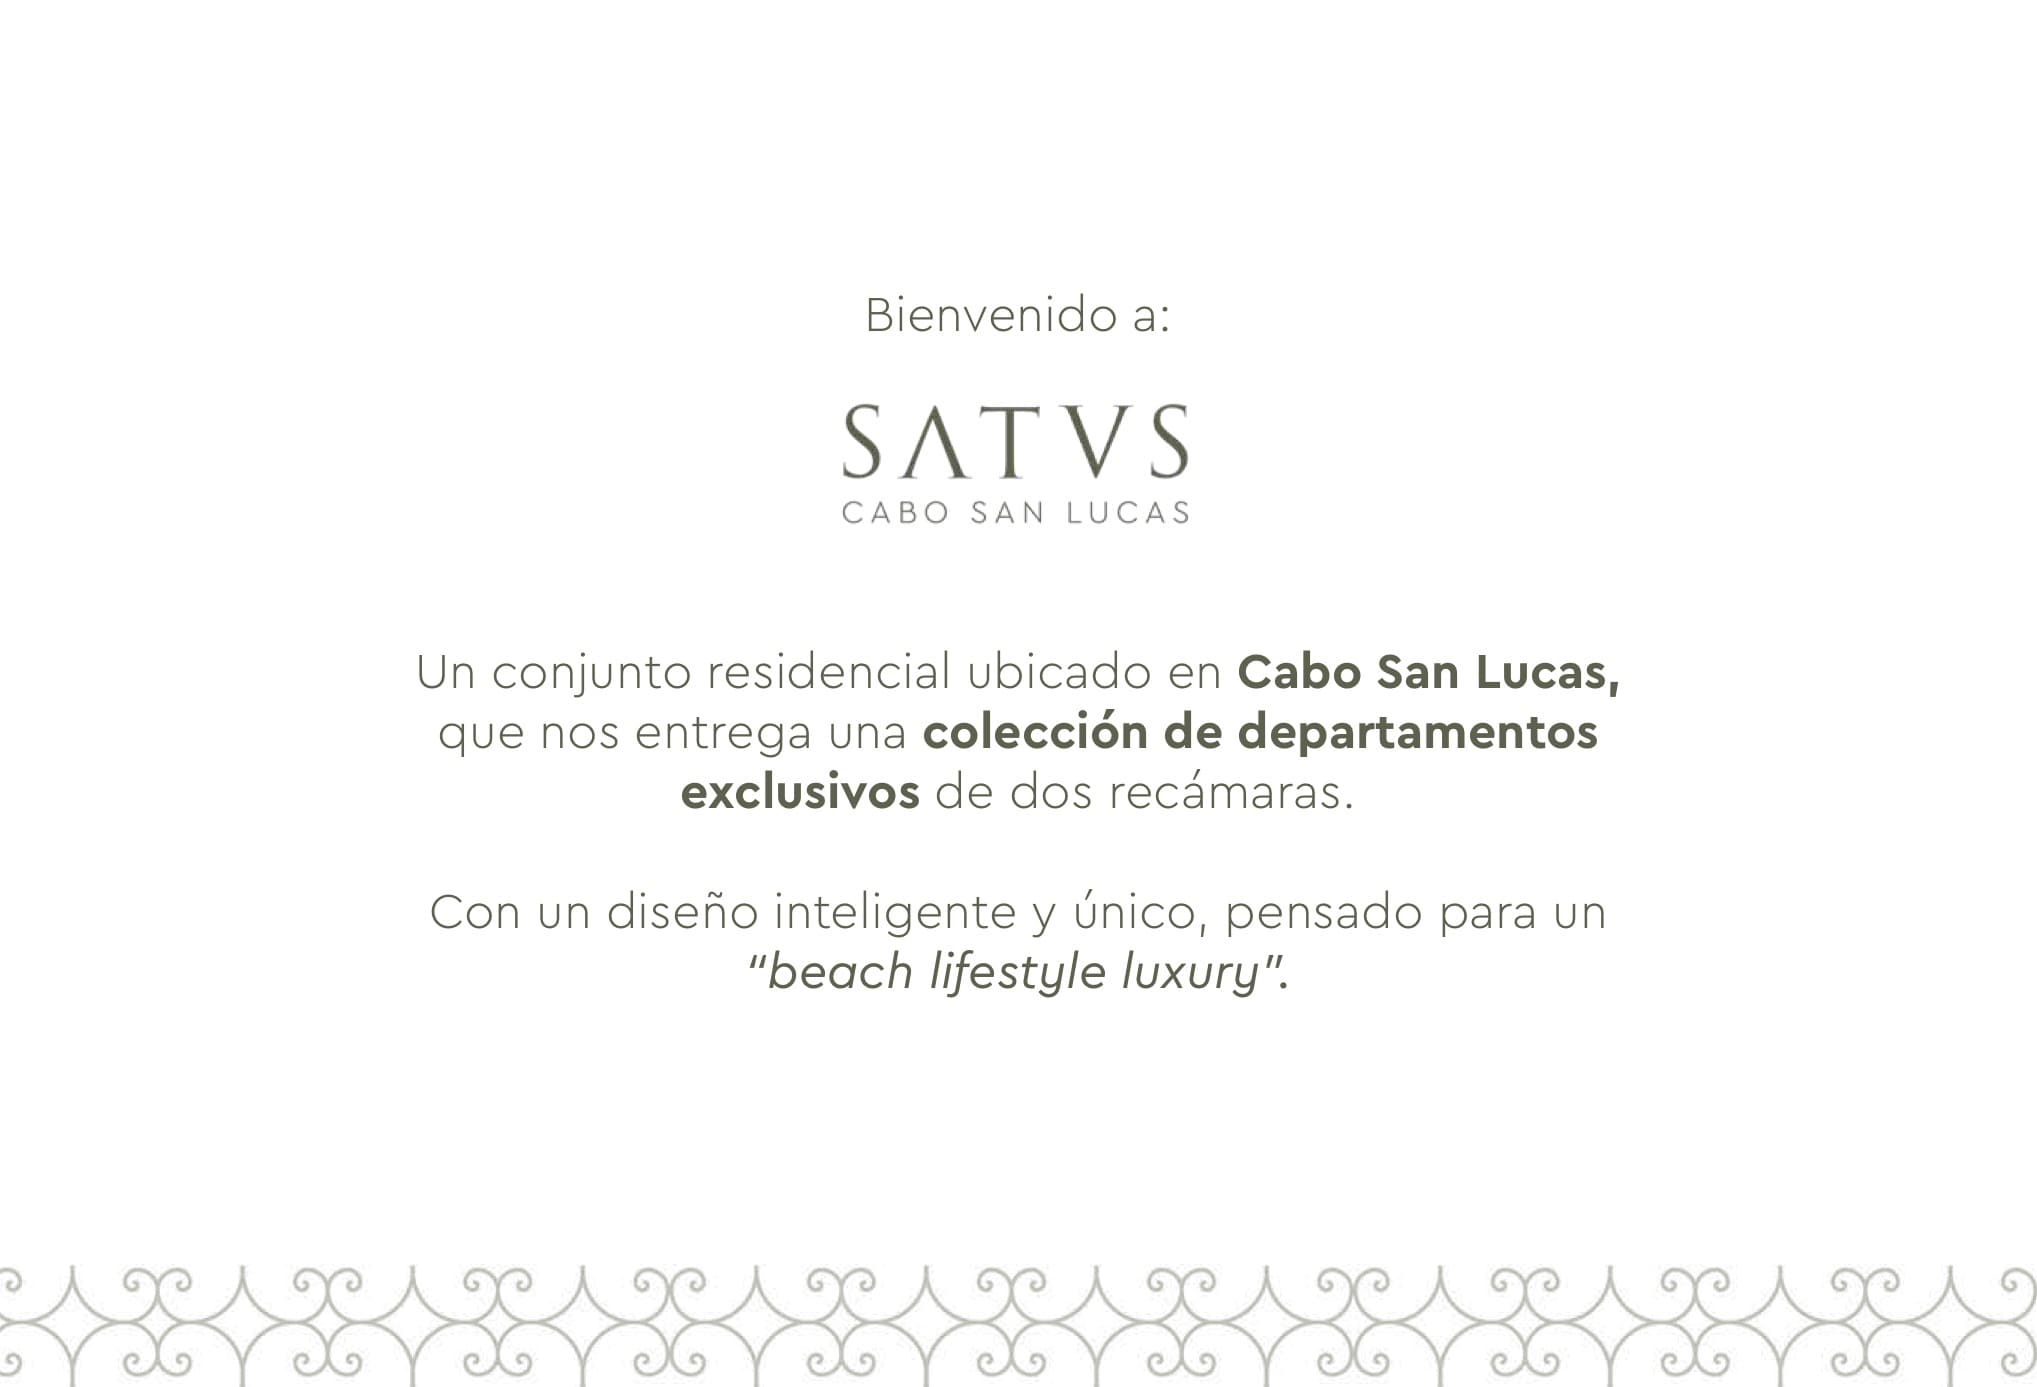 Bienvenido a:
SATVS
CABO SAN LUCAS
Un conjunto residencial ubicado en Cabo San Lucas,
que nos entrega una colección de departamentos
exclusivos de dos recámaras.
Con un diseño inteligente y único, pensado para un
“beach lifestyle luxury”.